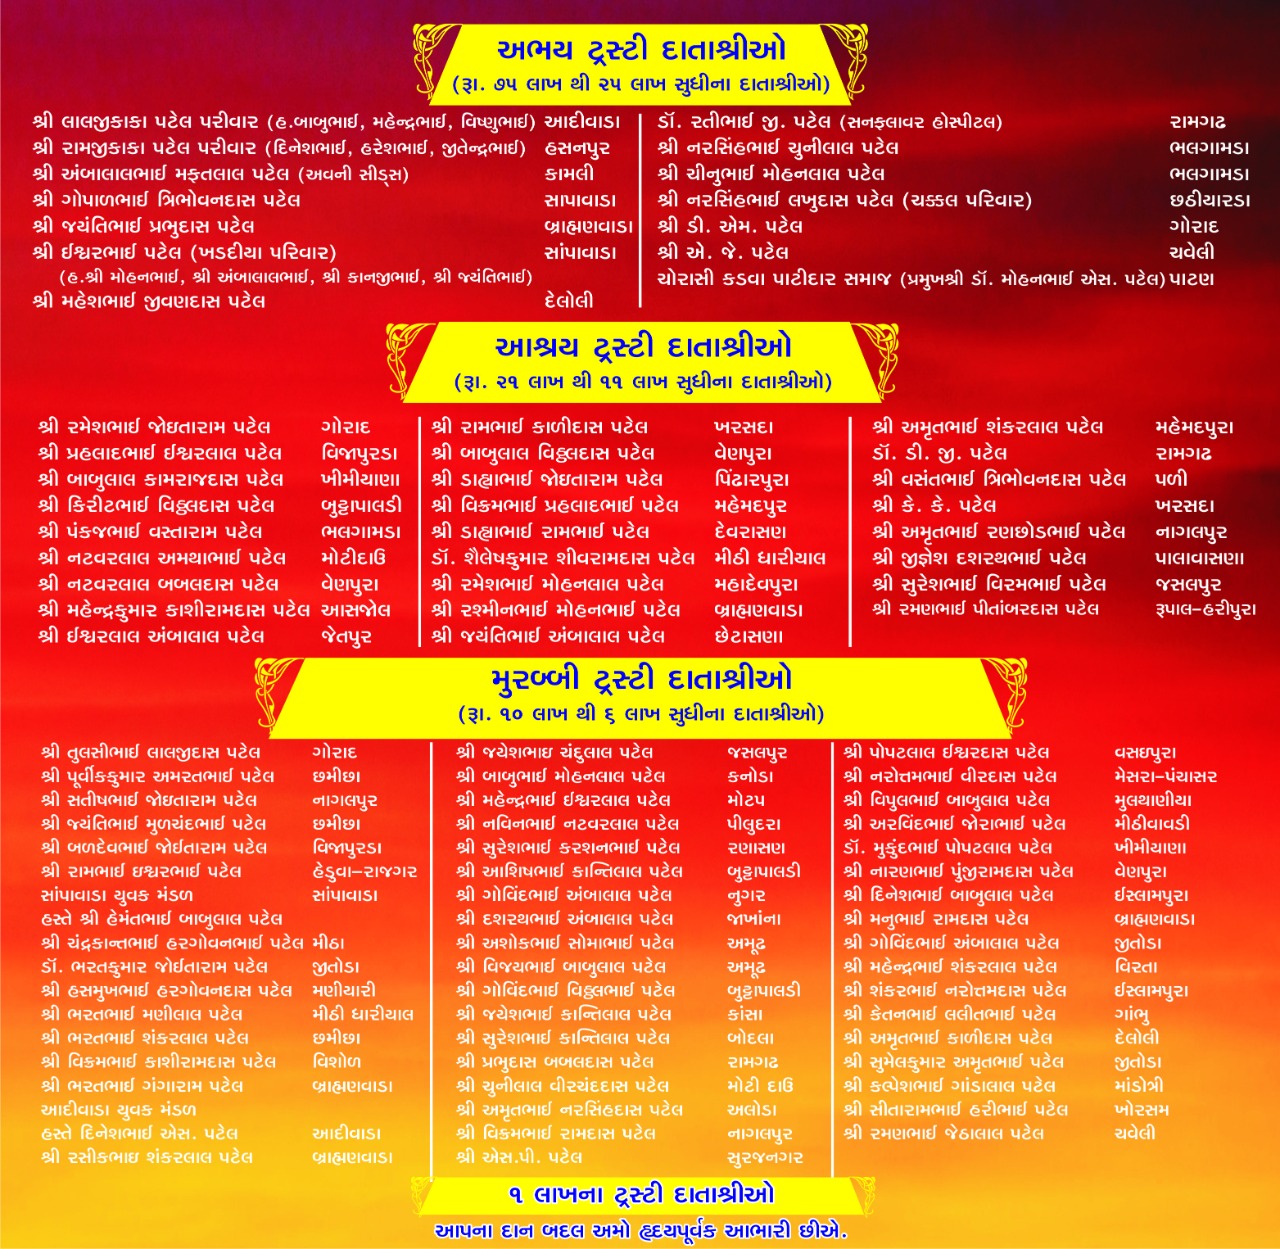 અભય ટ્રસ્ટી દાતાશ્રીઓ
(રૂા. ૭૫ લાખ થી ૨૫ લાખ સુધીના દાતાશ્રીઓ)
શ્રી લાલજીકાકા પટેલ પરીવાર (હ.બાબુભાઈ, મહેન્દ્રભાઈ, વિષ્ણુભાઈ) આદીવાડા
શ્રી રામજીકાકા પટેલ પરીવાર (દિનેશભાઈ, હરેશભાઈ, જીતેન્દ્રભાઈ) હસનપુર
શ્રી અંબાલાલભાઈ મફતલાલ પટેલ (અવની સીડ્સ) કામલી
શ્રી ગોપાળભાઈ ત્રિભોવનદાસ પટેલ સાપાવાડા
શ્રી જયંતિભાઈ પ્રભુદાસ પટેલ બ્રાહ્મણવાડા
શ્રી ઈશ્વરભાઈ પટેલ (ખડદીયા પરિવાર) સાંપાવાડા
(હ.શ્રી મોહનભાઈ, શ્રી અંબાલાલભાઈ, શ્રી કાનજીભાઈ, શ્રી જયંતિભાઈ)
શ્રી મહેશભાઈ જીવણદાસ પટેલ દેલોલી
ડૉ. રતીભાઈ જી. પટેલ (સનફ્લાવર હોસ્પીટલ) રામગઢ
શ્રી નરસિંહભાઈ ચુનીલાલ પટેલ ભલગામડા
શ્રી ચીનુભાઈ મોહનલાલ પટેલ ભલગામડા
શ્રી નરસિંહભાઈ લખુદાસ પટેલ (ચક્કલ પરિવાર) છઠીયારડા
શ્રી ડી. એમ. પટેલ ગોરાદ
શ્રી એ. જે. પટેલ ચવેલી
ચોરાસી કડવા પાટીદાર સમાજ (પ્રમુખશ્રી ડૉ. મોહનભાઈ એસ. પટેલ) પાટણ
આશ્રય ટ્રસ્ટી દાતાશ્રીઓ
(રૂા. ૨૧ લાખ થી ૧૧ લાખ સુધીના દાતાશ્રીઓ)
શ્રી રમેશભાઈ જોઇતારામ પટેલ ગોરાદ
શ્રી પ્રહલાદભાઈ ઈશ્વરલાલ પટેલ વિજાપુરડા
શ્રી બાબુલાલ કામરાજદાસ પટેલ ખીમીયાણા
શ્રી કિરીટભાઈ વિઠ્ઠલદાસ પટેલ બુટ્ટાપાલડી
શ્રી પંકજભાઈ વસ્તારામ પટેલ ભલગામડા
શ્રી નટવરલાલ અમથાભાઈ પટેલ મોટીદાઉ
શ્રી નટવરલાલ બબલદાસ પટેલ વેણપુરા
શ્રી મહેન્દ્રકુમાર કાશીરામદાસ પટેલ આસજોલ
શ્રી ઈશ્વરલાલ અંબાલાલ પટેલ જેતપુર
શ્રી રામભાઈ કાળીદાસ પટેલ ખરસદા
શ્રી બાબુલાલ વિઠ્ઠલદાસ પટેલ વેણપુરા
શ્રી ડાહ્યાભાઈ જોઇતારામ પટેલ પિંઢારપુરા
શ્રી વિક્રમભાઈ પ્રહલાદભાઈ પટેલ મહેમદપુર
શ્રી ડાહ્યાભાઈ રામભાઈ પટેલ દેવરાસણ
ડૉ. શૈલેષકુમાર શીવરામદાસ પટેલ મીઠી ધારીયાલ
શ્રી રમેશભાઈ મોહનલાલ પટેલ મહાદેવપુરા
શ્રી રશ્મીનભાઈ મોહનભાઈ પટેલ બ્રાહ્મણવાડા
શ્રી જયંતિભાઈ અંબાલાલ પટેલ છેટાસણા
શ્રી અમૃતભાઈ શંકરલાલ પટેલ મહેમદપુરા
ડૉ. ડી. જી. પટેલ રામગઢ
શ્રી વસંતભાઈ ત્રિભોવનદાસ પટેલ પળી
શ્રી કે. કે. પટેલ ખરસદા
શ્રી અમૃતભાઈ રણછોડભાઈ પટેલ નાગલપુર
શ્રી જીજ્ઞેશ દશરથભાઈ પટેલ પાલાવાસણા
શ્રી સુરેશભાઈ વિરમભાઈ પટેલ જસલપુર
શ્રી રમણભાઈ પીતાંબરદાસ પટેલ રૂપાલ-હરીપુરા
મુરબ્બી ટ્રસ્ટી દાતાશ્રીઓ
(રૂા. ૧૦ લાખ થી ૬ લાખ સુધીના દાતાશ્રીઓ)
શ્રી તુલસીભાઈ લાલજીદાસ પટેલ ગોરાદ
શ્રી પૂર્વીકકુમાર અમરતભાઈ પટેલ છમીછા
શ્રી સતીષભાઈ જોઇતારામ પટેલ નાગલપુર
શ્રી જ્યંતિભાઈ મુળચંદભાઈ પટેલ છમીછા
શ્રી બળદેવભાઈ જોઈતારામ પટેલ વિજાપુરડા
શ્રી રામભાઈ ઇશ્વરભાઈ પટેલ હેડુવા-રાજગર
સાંપાવાડા યુવક મંડળ સાંપાવાડા
હસ્તે શ્રી હેમંતભાઈ બાબુલાલ પટેલ
શ્રી ચંદ્રકાન્તભાઈ હરગોવનભાઈ પટેલ મીઠા
ડૉ. ભરતકુમાર જોઈતારામ પટેલ જીતોડા
શ્રી હસમુખભાઈ હરગોવનદાસ પટેલ મણીયારી
શ્રી ભરતભાઈ મણીલાલ પટેલ મીઠી ધારીયાલ
શ્રી ભરતભાઈ શંકરલાલ પટેલ છમીછા
શ્રી વિક્રમભાઈ કાશીરામદાસ પટેલ વિશોળ
શ્રી ભરતભાઈ ગંગારામ પટેલ બ્રાહ્મણવાડા
આદીવાડા યુવક મંડળ
હસ્તે દિનેશભાઈ એસ. પટેલ આદીવાડા
શ્રી રસીકભાઇ શંકરલાલ પટેલ બ્રાહ્મણવાડા
શ્રી જયેશભાઇ ચંદુલાલ પટેલ જસલપુર
શ્રી બાબુભાઈ મોહનલાલ પટેલ કનોડા
શ્રી મહેન્દ્રભાઈ ઈશ્વરલાલ પટેલ મોટપ
શ્રી નવિનભાઈ નટવરલાલ પટેલ પીલુદરા
શ્રી સુરેશભાઈ કરશનભાઈ પટેલ રણાસણ
શ્રી આશિષભાઈ કાન્તિલાલ પટેલ બુટ્ટાપાલડી
શ્રી ગોવિંદભાઈ અંબાલાલ પટેલ નુગર
શ્રી દશરથભાઈ અંબાલાલ પટેલ જાખાંના
શ્રી અશોકભાઈ સોમાભાઈ પટેલ અમૂઢ
શ્રી વિજયભાઈ બાબુલાલ પટેલ અમૂઢ
શ્રી ગોવિંદભાઈ વિઠ્ઠલભાઈ પટેલ બુટ્ટાપાલડી
શ્રી જયેશભાઈ કાન્તિલાલ પટેલ કાંસા
શ્રી સુરેશભાઈ કાન્તિલાલ પટેલ બોદલા
શ્રી પ્રભુદાસ બબલદાસ પટેલ રામગઢ
શ્રી ચુનીલાલ વીરચંદદાસ પટેલ મોટી દાઉ
શ્રી અમૃતભાઈ નરસિંહદાસ પટેલ અલોડા
શ્રી વિક્રમભાઈ રામદાસ પટેલ નાગલપુર
શ્રી એસ.પી. પટેલ સુરજનગર
શ્રી પોપટલાલ ઈશ્વરદાસ પટેલ વસઇપુરા
શ્રી નરોત્તમભાઈ વીરદાસ પટેલ મેસરા-પંચાસર
શ્રી વિપુલભાઈ બાબુલાલ પટેલ મુલથાણીયા
શ્રી અરવિંદભાઈ જોરાભાઈ પટેલ મીઠીવાવડી
ડૉ. મુકુંદભાઈ પોપટલાલ પટેલ ખીમીયાણા
શ્રી નારણભાઈ પુંજીરામદાસ પટેલ વેણપુરા
શ્રી દિનેશભાઈ બાબુલાલ પટેલ ઈસ્લામપુરા
શ્રી મનુભાઈ રામદાસ પટેલ બ્રાહ્મણવાડા
શ્રી ગોવિંદભાઈ અંબાલાલ પટેલ જીતોડા
શ્રી મહેન્દ્રભાઈ શંકરલાલ પટેલ વિરતા
શ્રી શંકરભાઈ નરોત્તમદાસ પટેલ ઈસ્લામપુરા
શ્રી કેતનભાઈ લલીતભાઈ પટેલ ગાંભુ
શ્રી અમૃતભાઈ કાળીદાસ પટેલ દેલોલી
શ્રી સુમેલકુમાર અમૃતભાઈ પટેલ જીતોડા
શ્રી કલ્પેશભાઈ ગાંડાલાલ પટેલ માંડોત્રી
શ્રી સીતારામભાઈ હરીભાઈ પટેલ ખોરસમ
શ્રી રમણભાઈ જેઠાલાલ પટેલ ચવેલી
૧ લાખના ટ્રસ્ટી દાતાશ્રીઓ
આપના દાન બદલ અમો હૃદયપૂર્વક આભારી છીએ.